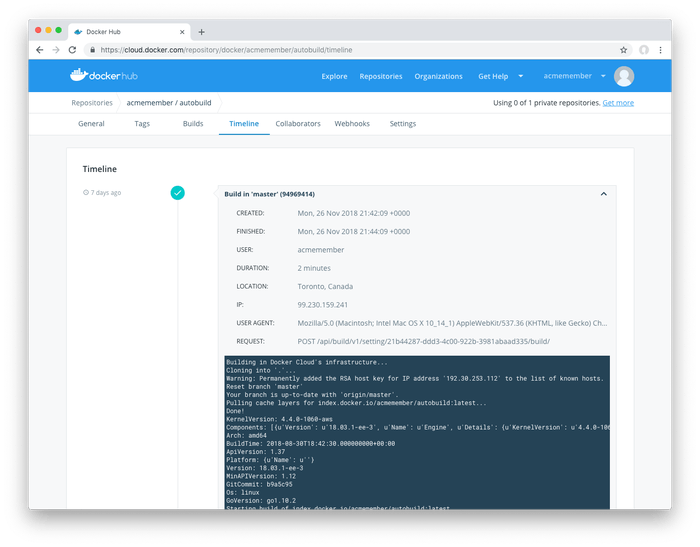 Docker Hub
https://cloud.docker.com/repository/docker/acmemember/autobuild/timeline
dockerhub
Explore Repositories Organizations Get Help acmemember
Repositories acmemember / autobuild Using 0 of 1 private repositories. Get more
General Tags Builds Timeline Collaborators Webhooks Settings
Timeline
7 days ago
Build in 'master' (94969414)
CREATED: Mon, 26 Nov 2018 21:42:09 +0000
FINISHED: Mon, 26 Nov 2018 21:44:09 +0000
USER: acmemember
DURATION: 2 minutes
LOCATION: Toronto, Canada
IP: 99.230.159.241
USER AGENT: Mozilla/5.0 (Macintosh; Intel Mac OS X 10_14_1) AppleWebKit/537.36 (KHTML, like Gecko) Ch...
REQUEST: POST /api/build/v1/setting/21b44287-ddd3-4c00-922b-3981abaad335/build/
Building in Docker Cloud's infrastructure...
Cloning into '.'...
Warning: Permanently added the RSA host key for IP address '192.30.253.112' to the list of known hosts.
Reset branch 'master'
Your branch is up-to-date with 'origin/master'.
Pulling cache layers for index.docker.io/acmemember/autobuild:latest...
Done!
KernelVersion: 4.4.0-1060-aws
Components: [{u'Version': u'18.03.1-ee-3', u'Name': u'Engine', u'Details': {u'KernelVersion': u'4.4.0-106
Arch: amd64
BuildTime: 2018-08-30T18:42:30.000000000+00:00
ApiVersion: 1.37
Platform: {u'Name': u''}
Version: 18.03.1-ee-3
MinAPIVersion: 1.12
GitCommit: b9a5c95
Os: linux
GoVersion: go1.10.2
Starting build of index.docker.io/acmemember/autobuild:latest